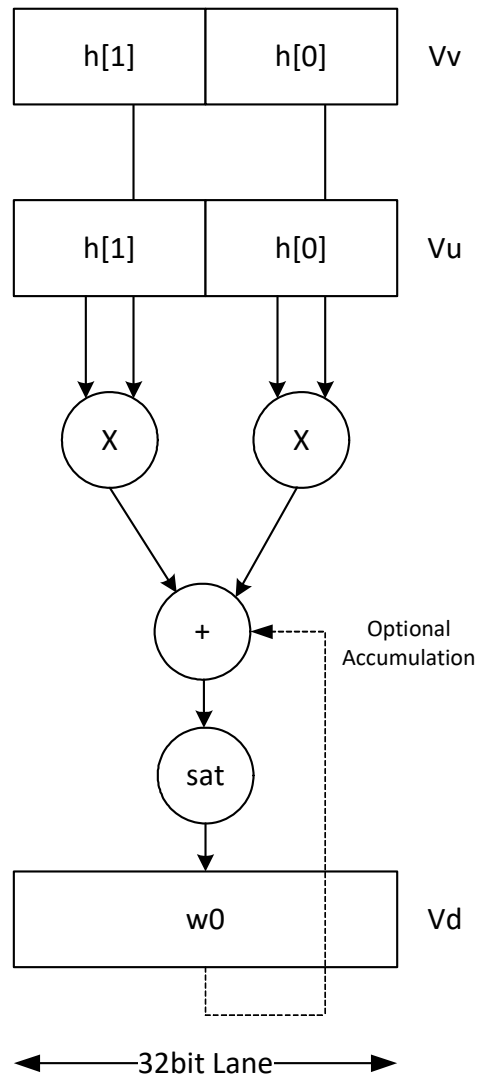 h[1] h[0] Vv
h[1] h[0] Vu
X X
+
Optional
Accumulation
sat
w0 Vd
32bit Lane